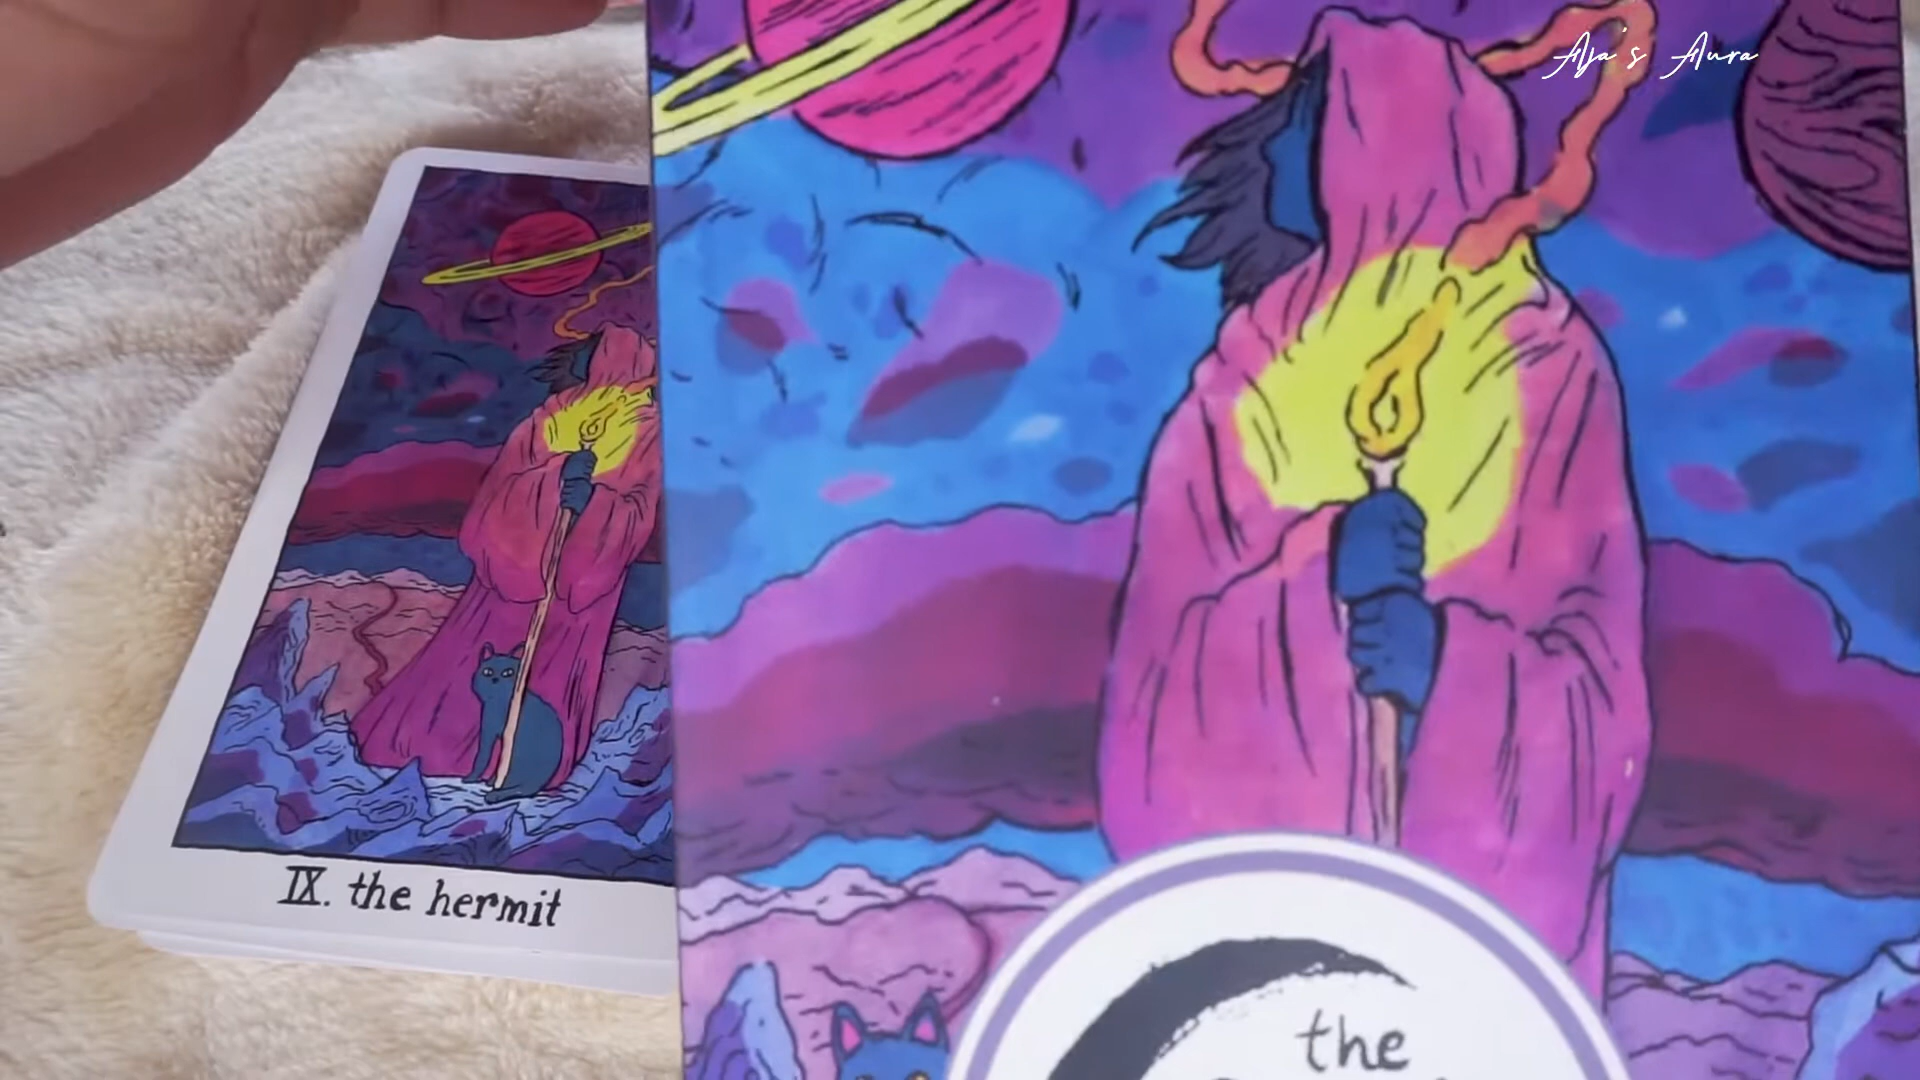 Aja's Aura
IX. the hermit
the